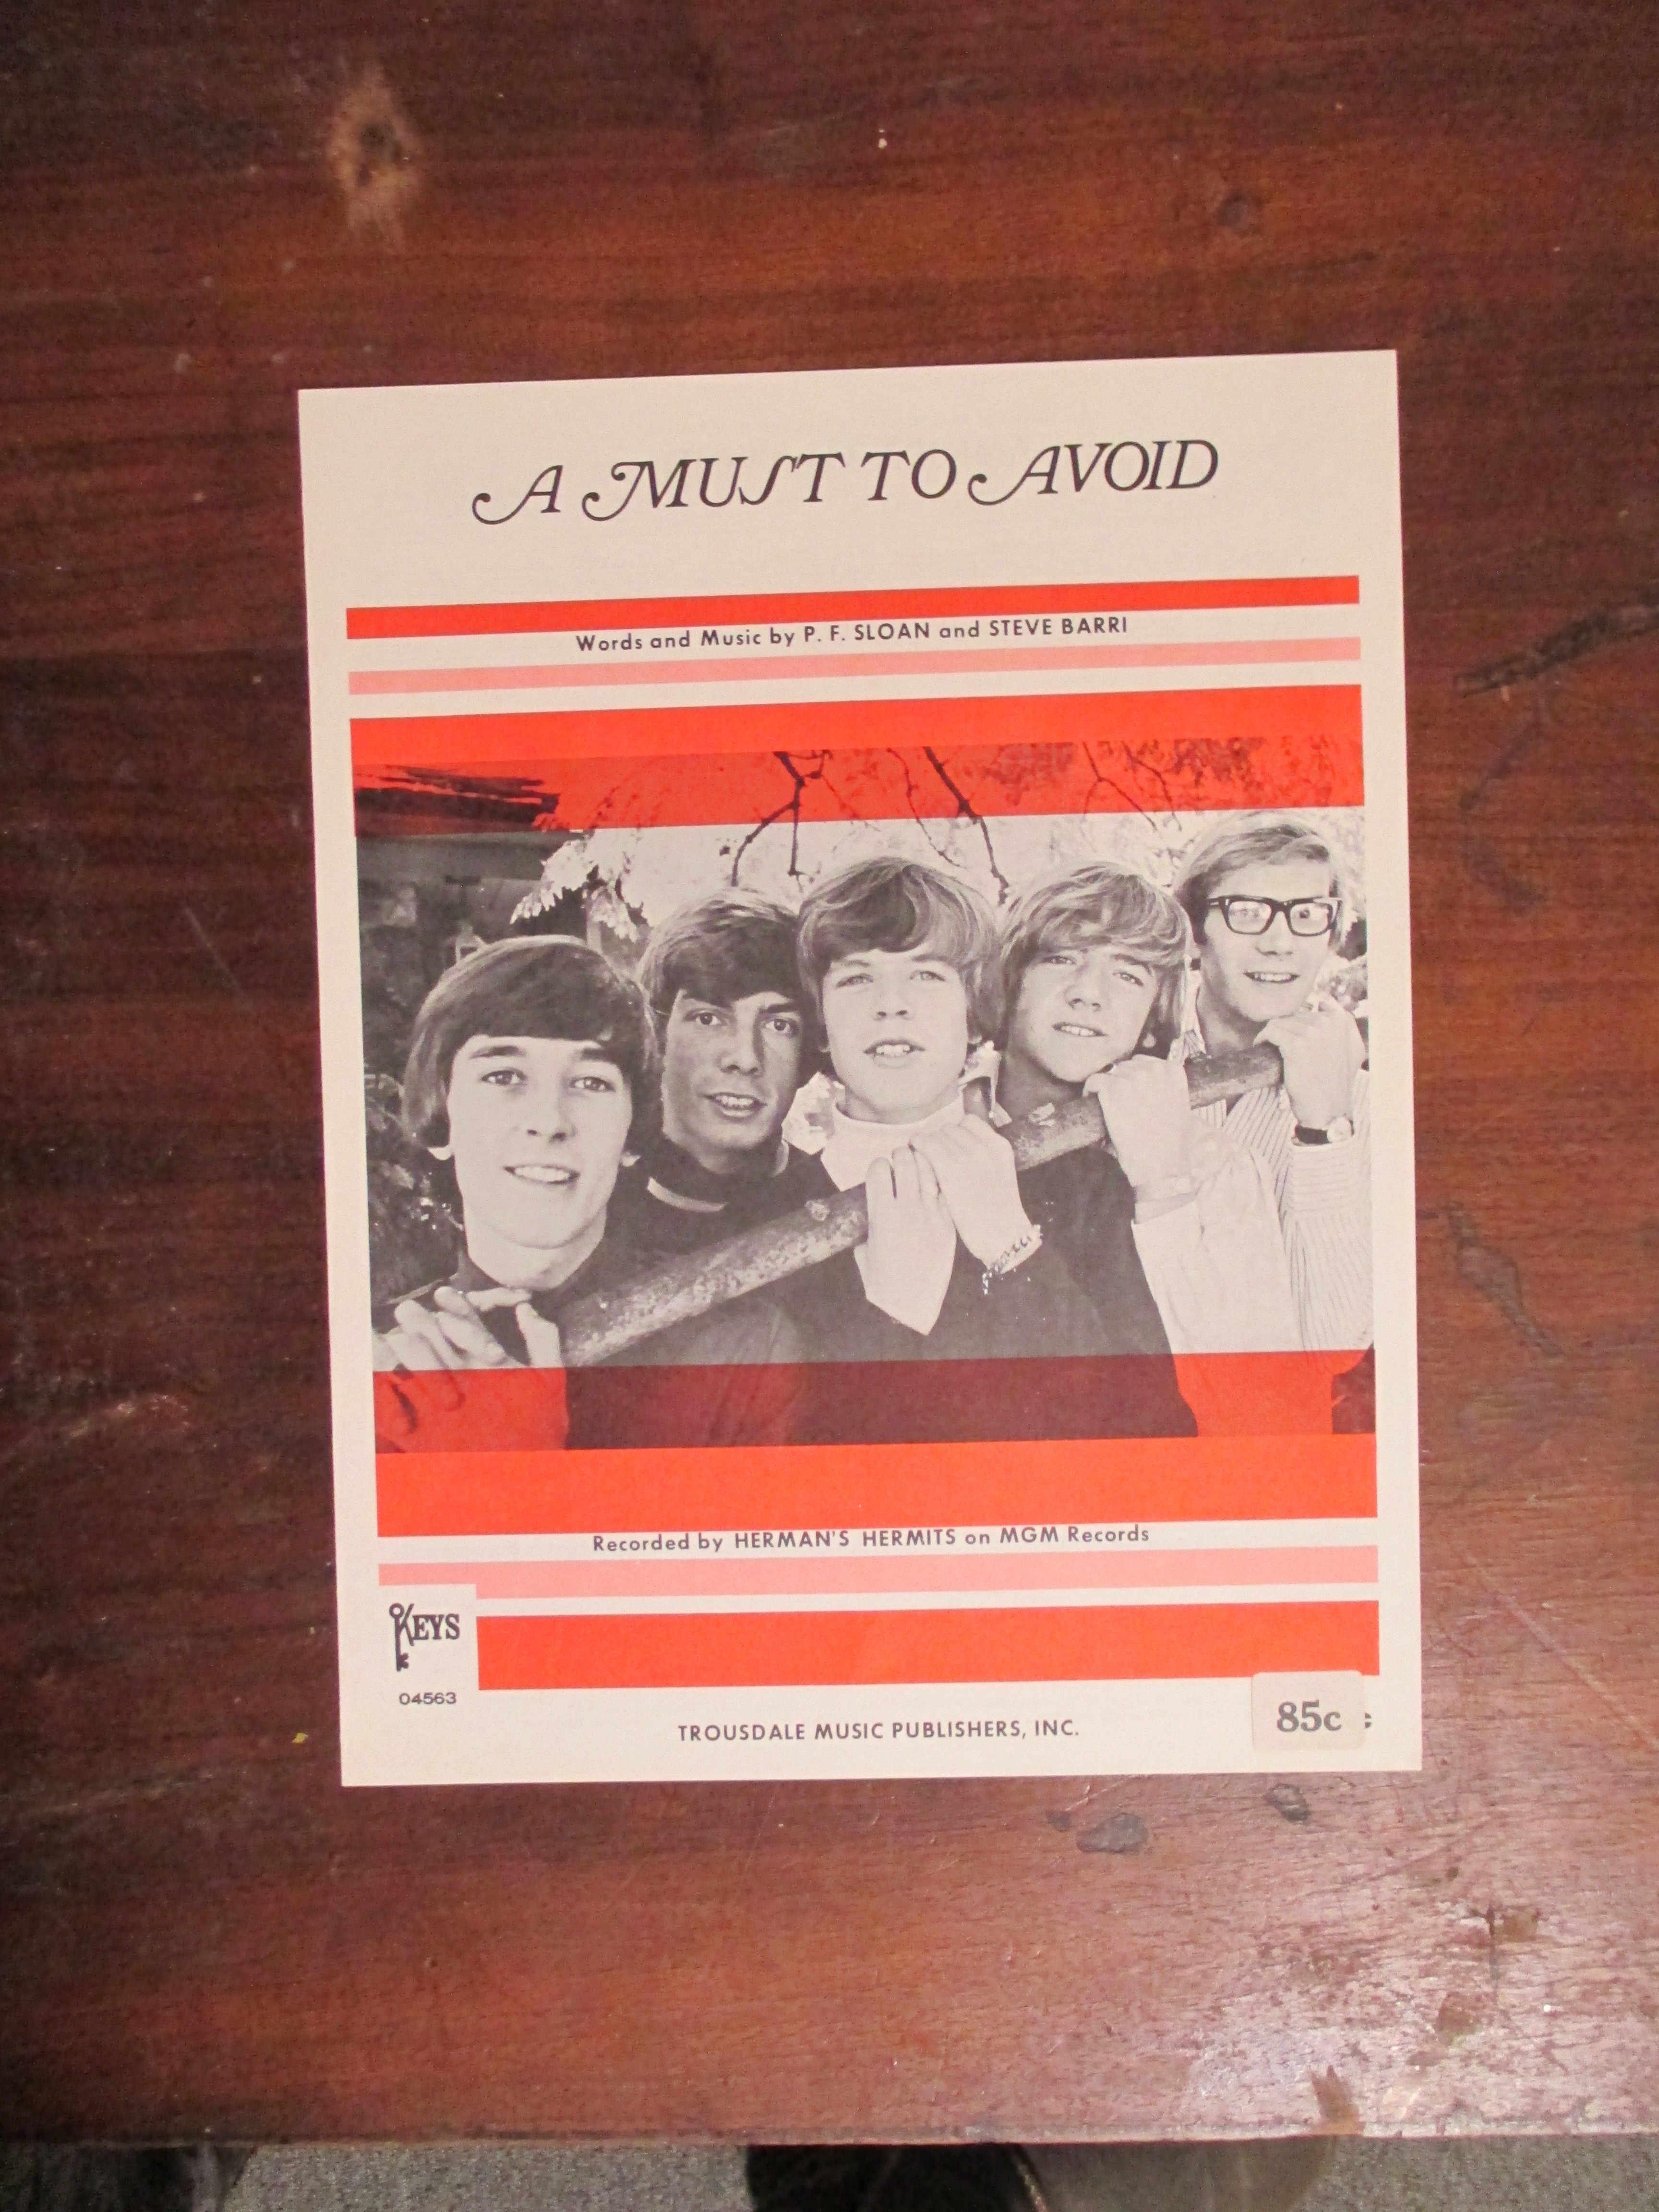 A MUST TO AVOID
Words and Music by P. F. SLOAN and STEVE BARRI
Recorded by HERMAN'S HERMITS on MGM Records
KEYS
04563
TROUSDALE MUSIC PUBLISHERS, INC.
85c